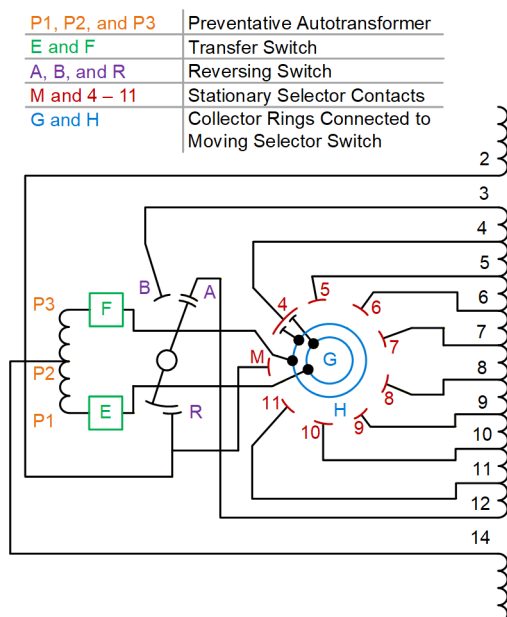 P1, P2, and P3 Preventative Autotransformer
E and F Transfer Switch
A, B, and R Reversing Switch
M and 4 – 11 Stationary Selector Contacts
G and H Collector Rings Connected to
Moving Selector Switch
2
3
4
5
6
7
8
9
10
11
12
14
B
A
P3
F
P2
P1
E
R
M
4
5
6
7
8
9
10
11
G
H